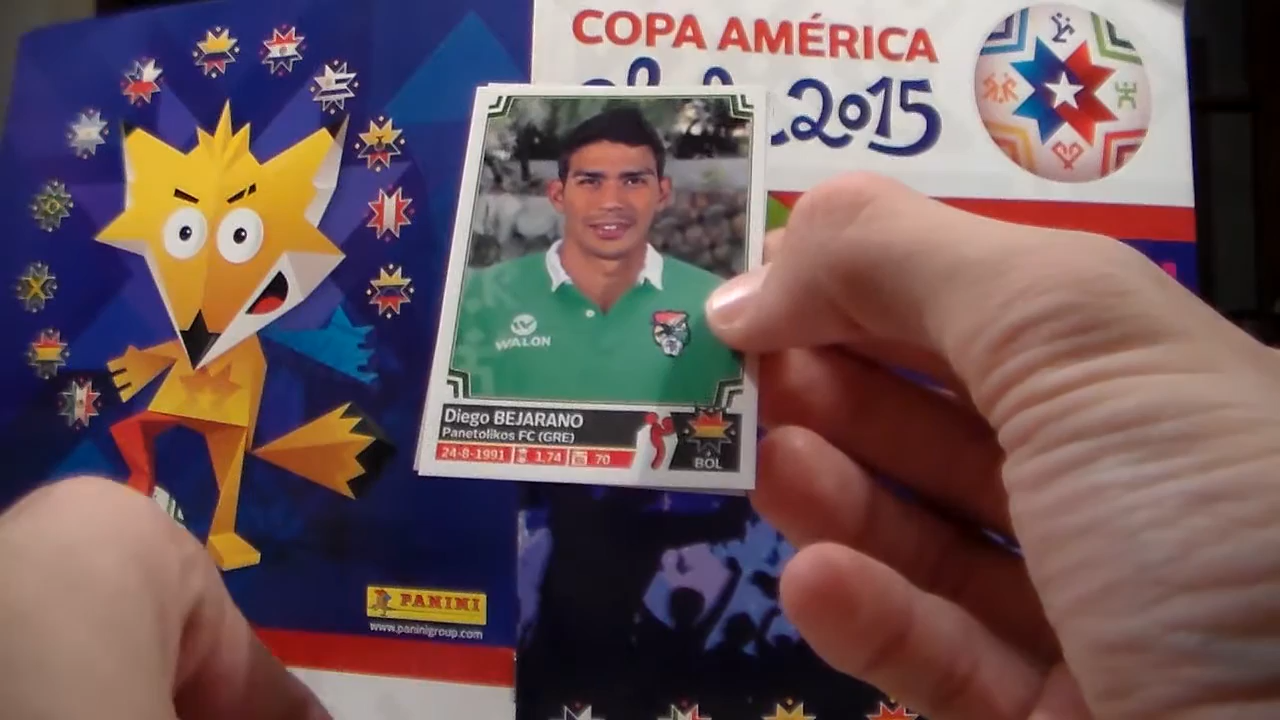 COPA AMÉRICA
2015
WALON
Diego BEJARANO
Panetolikos FC (GRE)
24-8-1991 1,74 70
BOL
PANINI
www.paninigroup.com